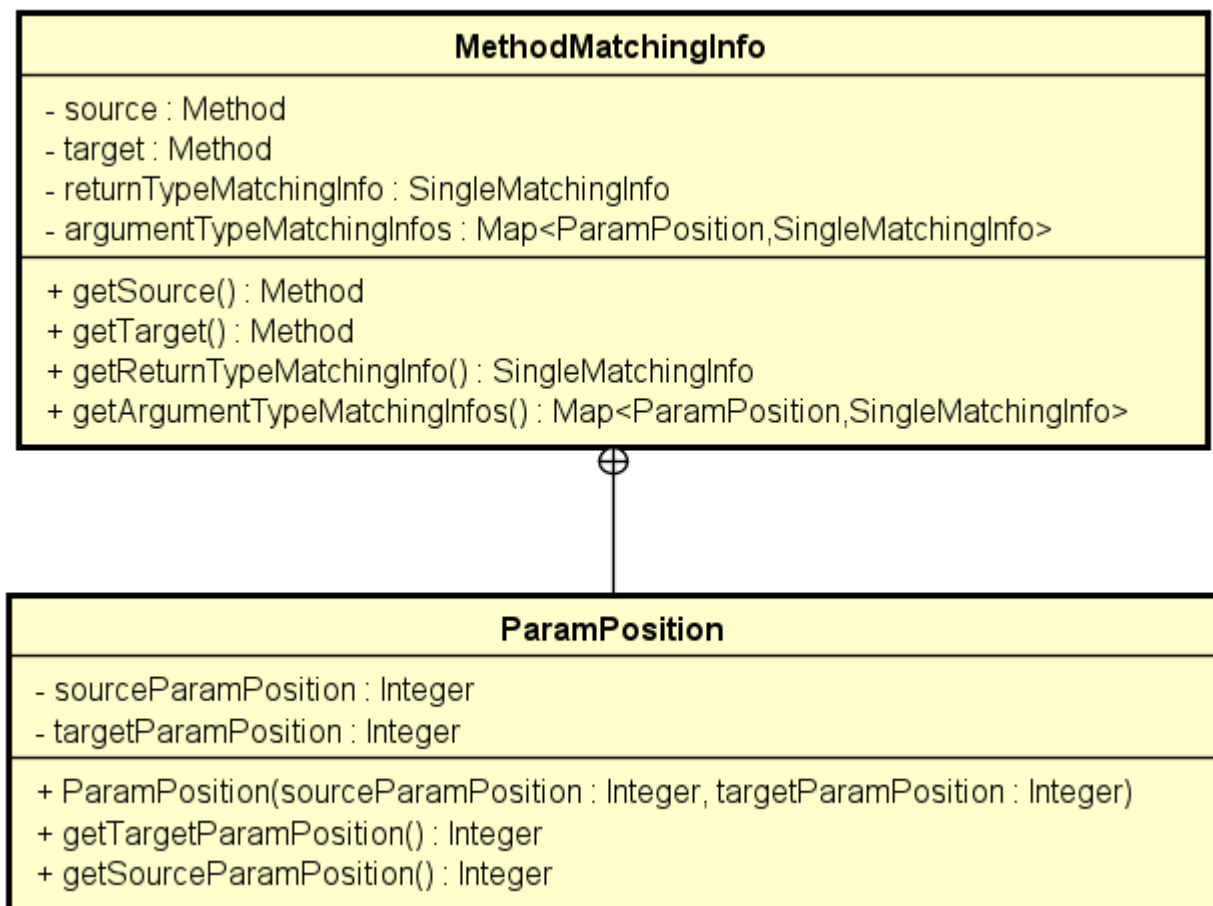 MethodMatchingInfo
- source : Method
- target : Method
- returnTypeMatchingInfo : SingleMatchingInfo
- argumentTypeMatchingInfos : Map<ParamPosition,SingleMatchingInfo>
+ getSource() : Method
+ getTarget() : Method
+ getReturnTypeMatchingInfo() : SingleMatchingInfo
+ getArgumentTypeMatchingInfos() : Map<ParamPosition,SingleMatchingInfo>
ParamPosition
- sourceParamPosition : Integer
- targetParamPosition : Integer
+ ParamPosition(sourceParamPosition : Integer, targetParamPosition : Integer)
+ getTargetParamPosition() : Integer
+ getSourceParamPosition() : Integer